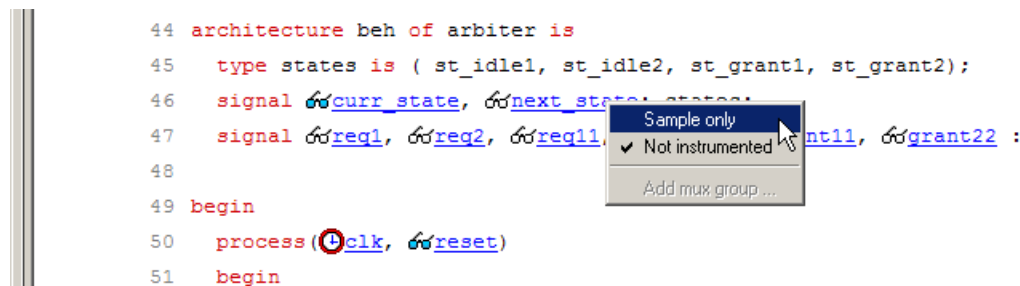 44 architecture beh of arbiter is
45 type states is ( st_idle1, st_idle2, st_grant1, st_grant2);
46 signal curr_state, next_state: states;
47 signal req1, req2, req11, nt11, grant22 :
Sample only
Not instrumented
Add mux group ...
48
49 begin
50 process(clk, reset)
51 begin